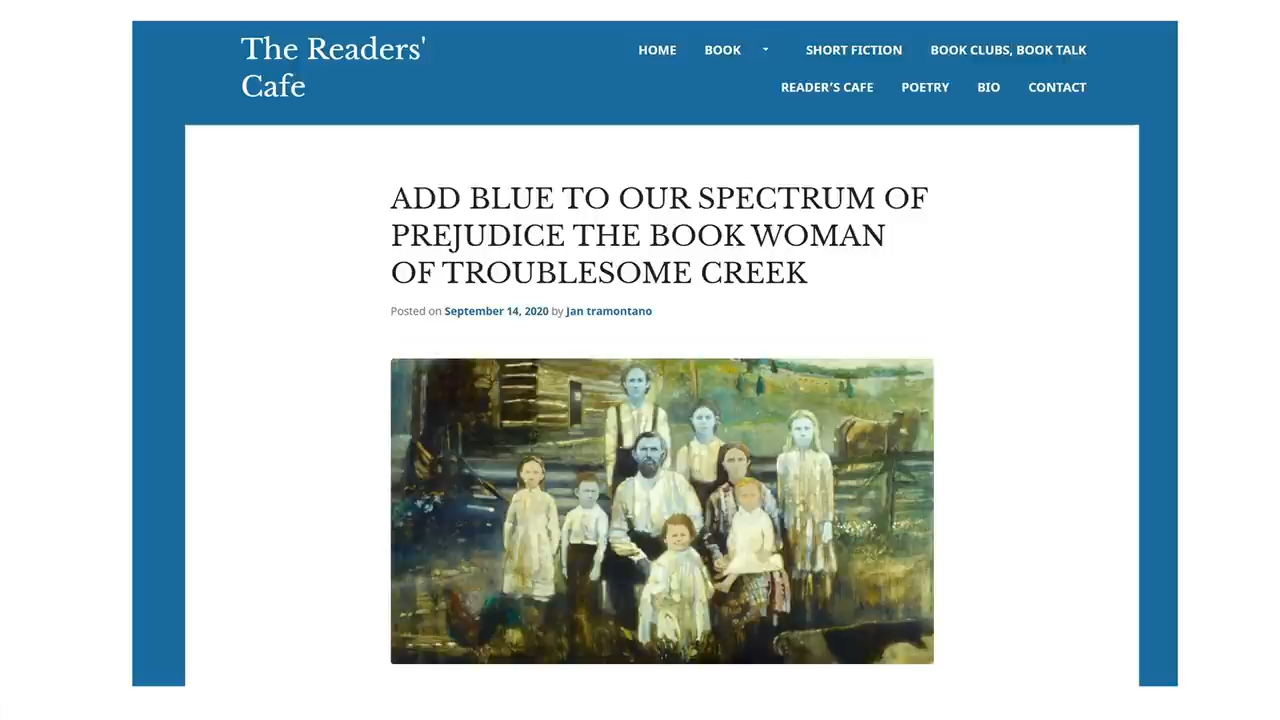 The Readers'
Cafe
HOME BOOK SHORT FICTION BOOK CLUBS, BOOK TALK
READER’S CAFE POETRY BIO CONTACT
ADD BLUE TO OUR SPECTRUM OF
PREJUDICE THE BOOK WOMAN
OF TROUBLESOME CREEK
Posted on September 14, 2020 by Jan tramontano